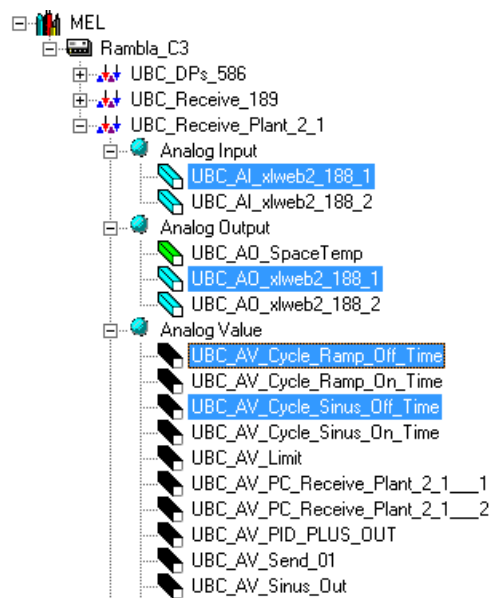 MEL
Rambla_C3
UBC_DPs_586
UBC_Receive_189
UBC_Receive_Plant_2_1
Analog Input
UBC_AI_xlweb2_188_1
UBC_AI_xlweb2_188_2
Analog Output
UBC_AO_SpaceTemp
UBC_AO_xlweb2_188_1
UBC_AO_xlweb2_188_2
Analog Value
UBC_AV_Cycle_Ramp_Off_Time
UBC_AV_Cycle_Ramp_On_Time
UBC_AV_Cycle_Sinus_Off_Time
UBC_AV_Cycle_Sinus_On_Time
UBC_AV_Limit
UBC_AV_PC_Receive_Plant_2_1___1
UBC_AV_PC_Receive_Plant_2_1___2
UBC_AV_PID_PLUS_OUT
UBC_AV_Send_01
UBC_AV_Sinus_Out